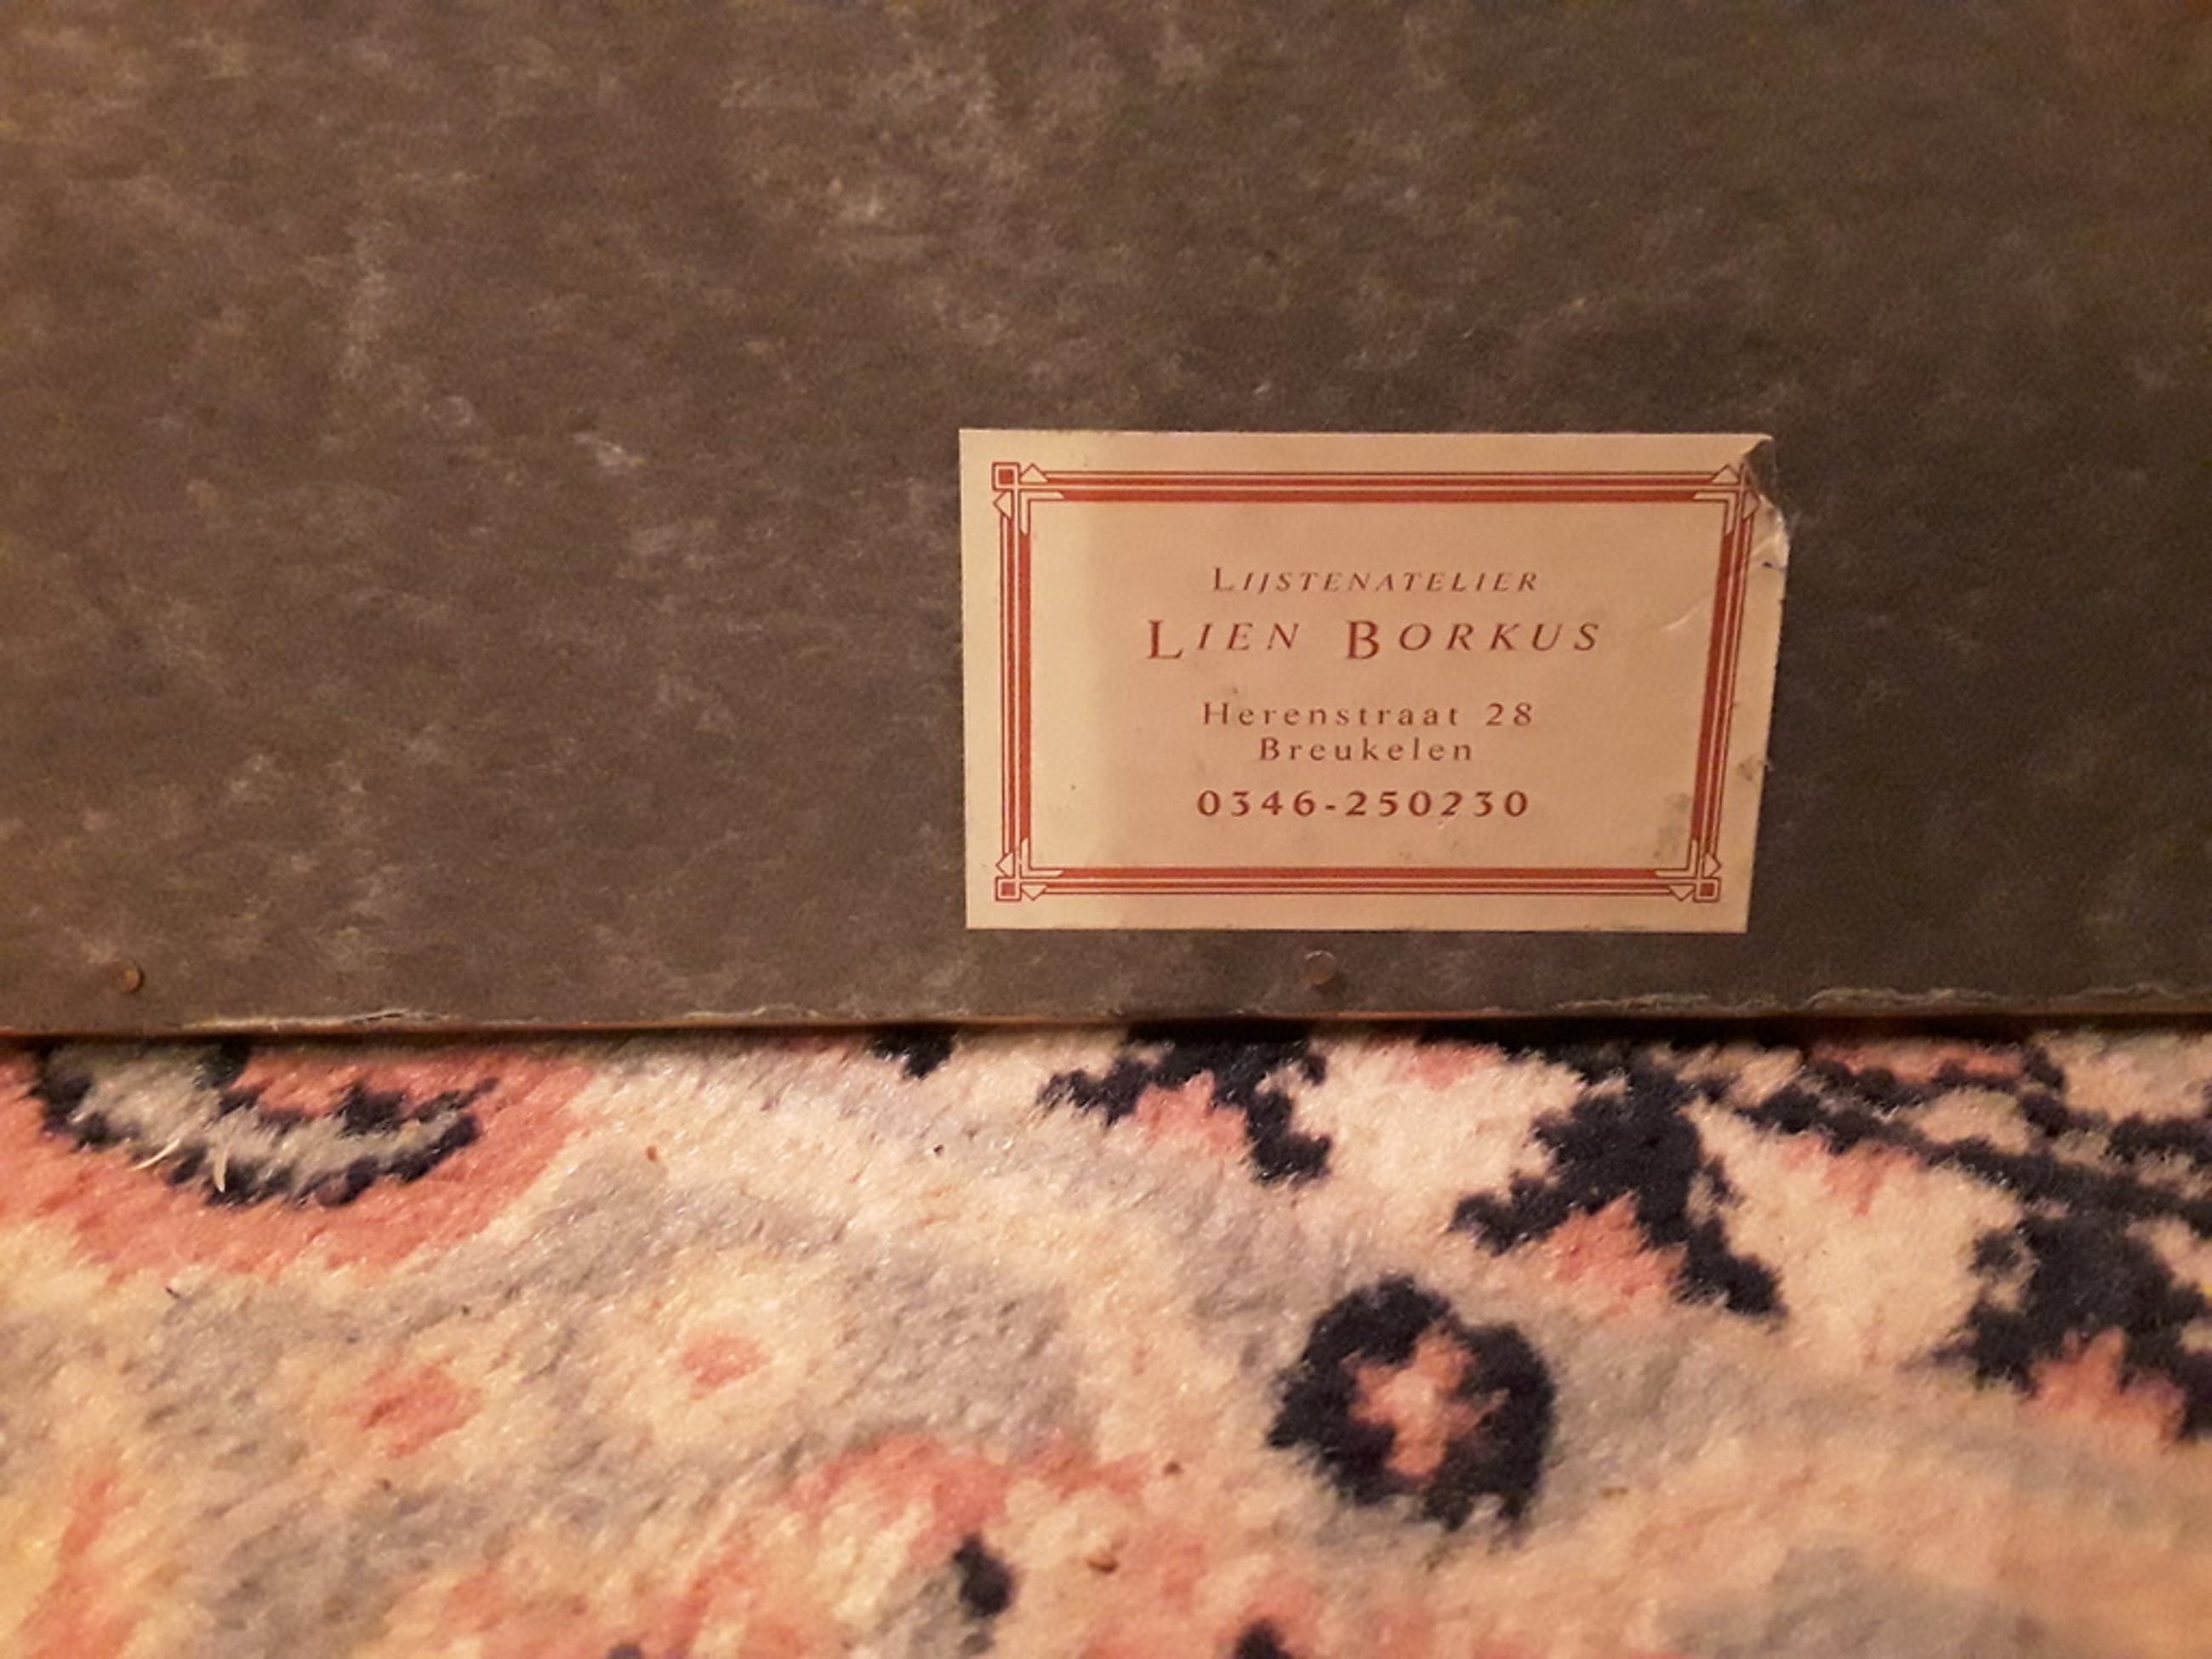 LIJSTENATELIER
LIEN BORKUS
Herenstraat 28
Breukelen
0346-250230